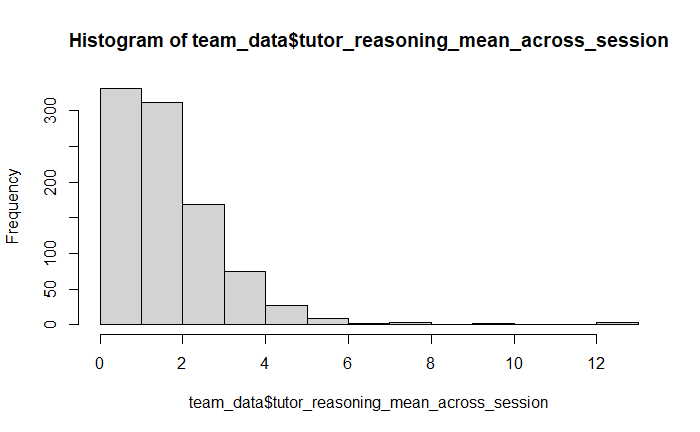 Histogram of team_data$tutor_reasoning_mean_across_session
Frequency
300
200
100
50
0
0 2 4 6 8 10 12
team_data$tutor_reasoning_mean_across_session